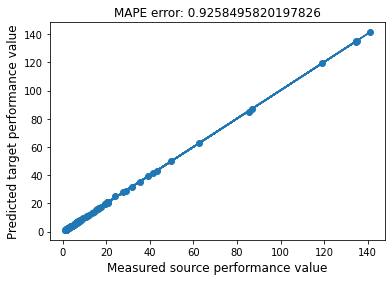 MAPE error: 0.9258495820197826
140
120
100
80
60
40
20
0
Predicted target performance value
0 20 40 60 80 100 120 140
Measured source performance value